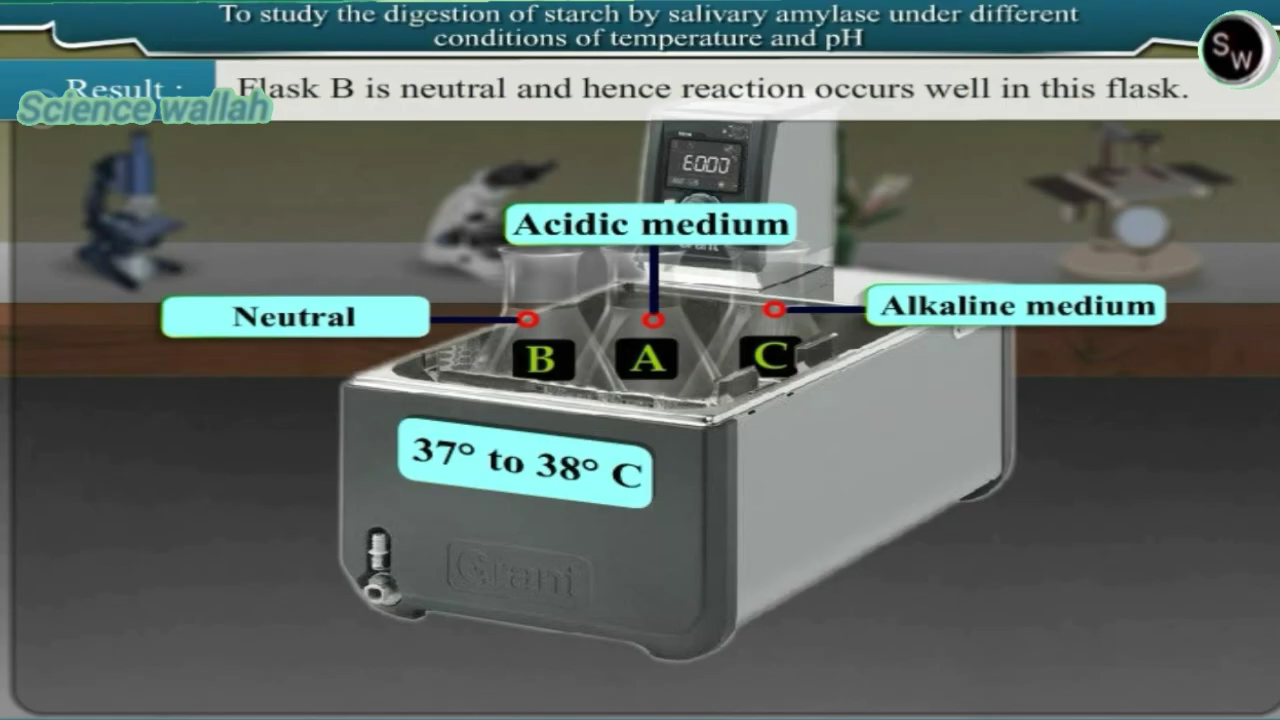 To study the digestion of starch by salivary amylase under different
conditions of temperature and pH
SW
Result : Flask B is neutral and hence reaction occurs well in this flask.
Science wallah
Acidic medium
Neutral
Alkaline medium
B A C
37° to 38° C
Grant